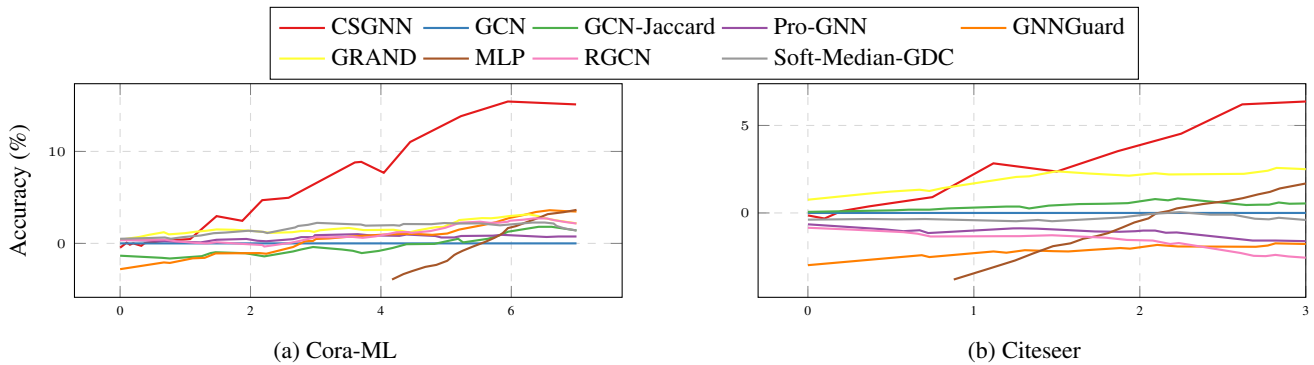 CSGNN GCN GCN-Jaccard Pro-GNN GNNGuard
GRAND MLP RGCN Soft-Median-GDC
Accuracy (%)
10
0
0 2 4 6
(a) Cora-ML
5
0
0 1 2 3
(b) Citeseer